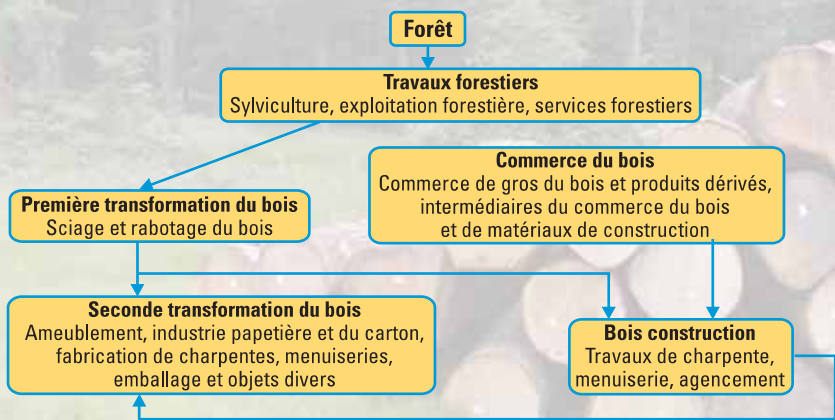 Forêt
Travaux forestiers
Sylviculture, exploitation forestière, services forestiers
Commerce du bois
Commerce de gros du bois et produits dérivés,
intermédiaires du commerce du bois
et de matériaux de construction
Première transformation du bois
Sciage et rabotage du bois
Seconde transformation du bois
Ameublement, industrie papetière et du carton,
fabrication de charpentes, menuiseries,
emballage et objets divers
Bois construction
Travaux de charpente,
menuiserie, agencement